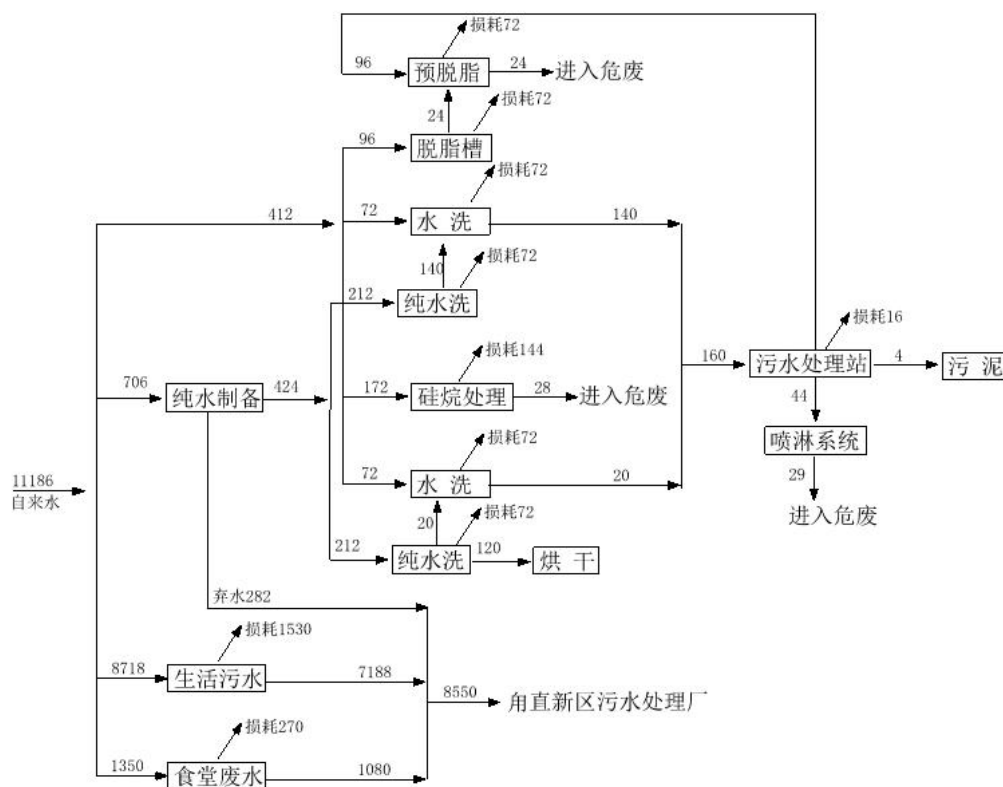 损耗72
96
预脱脂
24
进入危废
24
损耗72
96
脱脂槽
损耗72
412
72
水 洗
140
140
损耗72
212
纯水洗
损耗16
损耗144
160
污水处理站
4
污 泥
706
纯水制备
424
172
硅烷处理
28
进入危废
44
喷淋系统
损耗72
11186
自来水
72
水 洗
20
29
进入危废
20
损耗72
212
纯水洗
120
烘 干
弃水282
损耗1530
8718
生活污水
7188
8550
甪直新区污水处理厂
损耗270
1350
食堂废水
1080